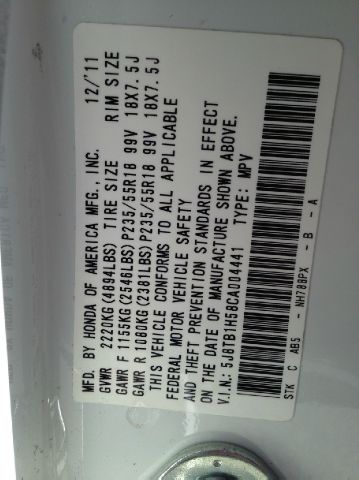 MFD. BY HONDA OF AMERICA MFG., INC. 12/'11
GVWR 2220KG(4894LBS) TIRE SIZE RIM SIZE
GAWR F 1155KG(2546LBS)P235/55R18 99V 18X7.5J
GAWR R 1080KG(2381LBS)P235/55R18 99V 18X7.5J
THIS VEHICLE CONFORMS TO ALL APPLICABLE
FEDERAL MOTOR VEHICLE SAFETY
AND THEFT PREVENTION STANDARDS IN EFFECT
ON THE DATE OF MANUFACTURE SHOWN ABOVE.
V.I.N.: 5J8TB1H58CA004441 TYPE: MPV
STK C AB5 - NH788PX - B - A